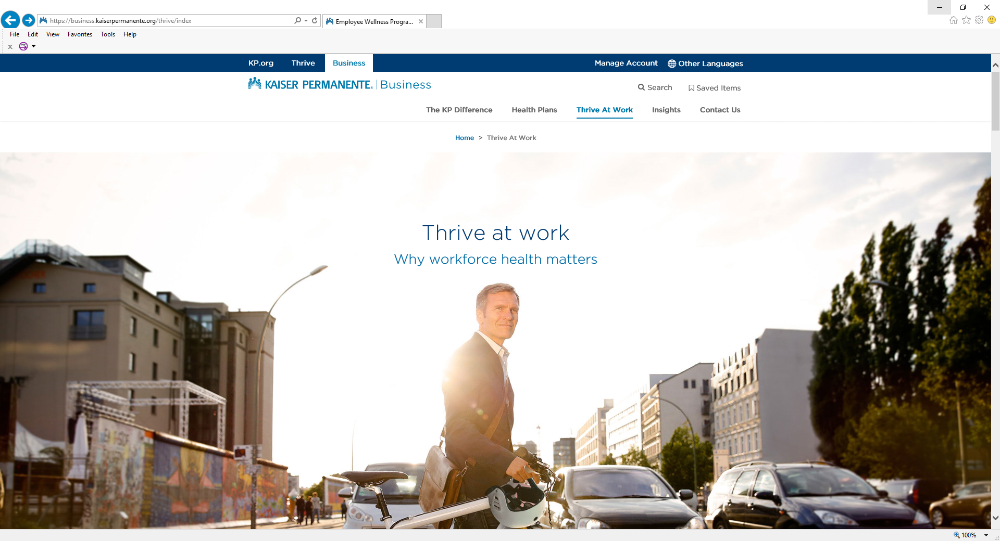 https://business.kaiserpermanente.org/thrive/index
Employee Wellness Progra...
File Edit View Favorites Tools Help
KP.org Thrive Business Manage Account Other Languages
KAISER PERMANENTE® Business
Search Saved Items
The KP Difference Health Plans Thrive At Work Insights Contact Us
Home > Thrive At Work
Thrive at work
Why workforce health matters
100%